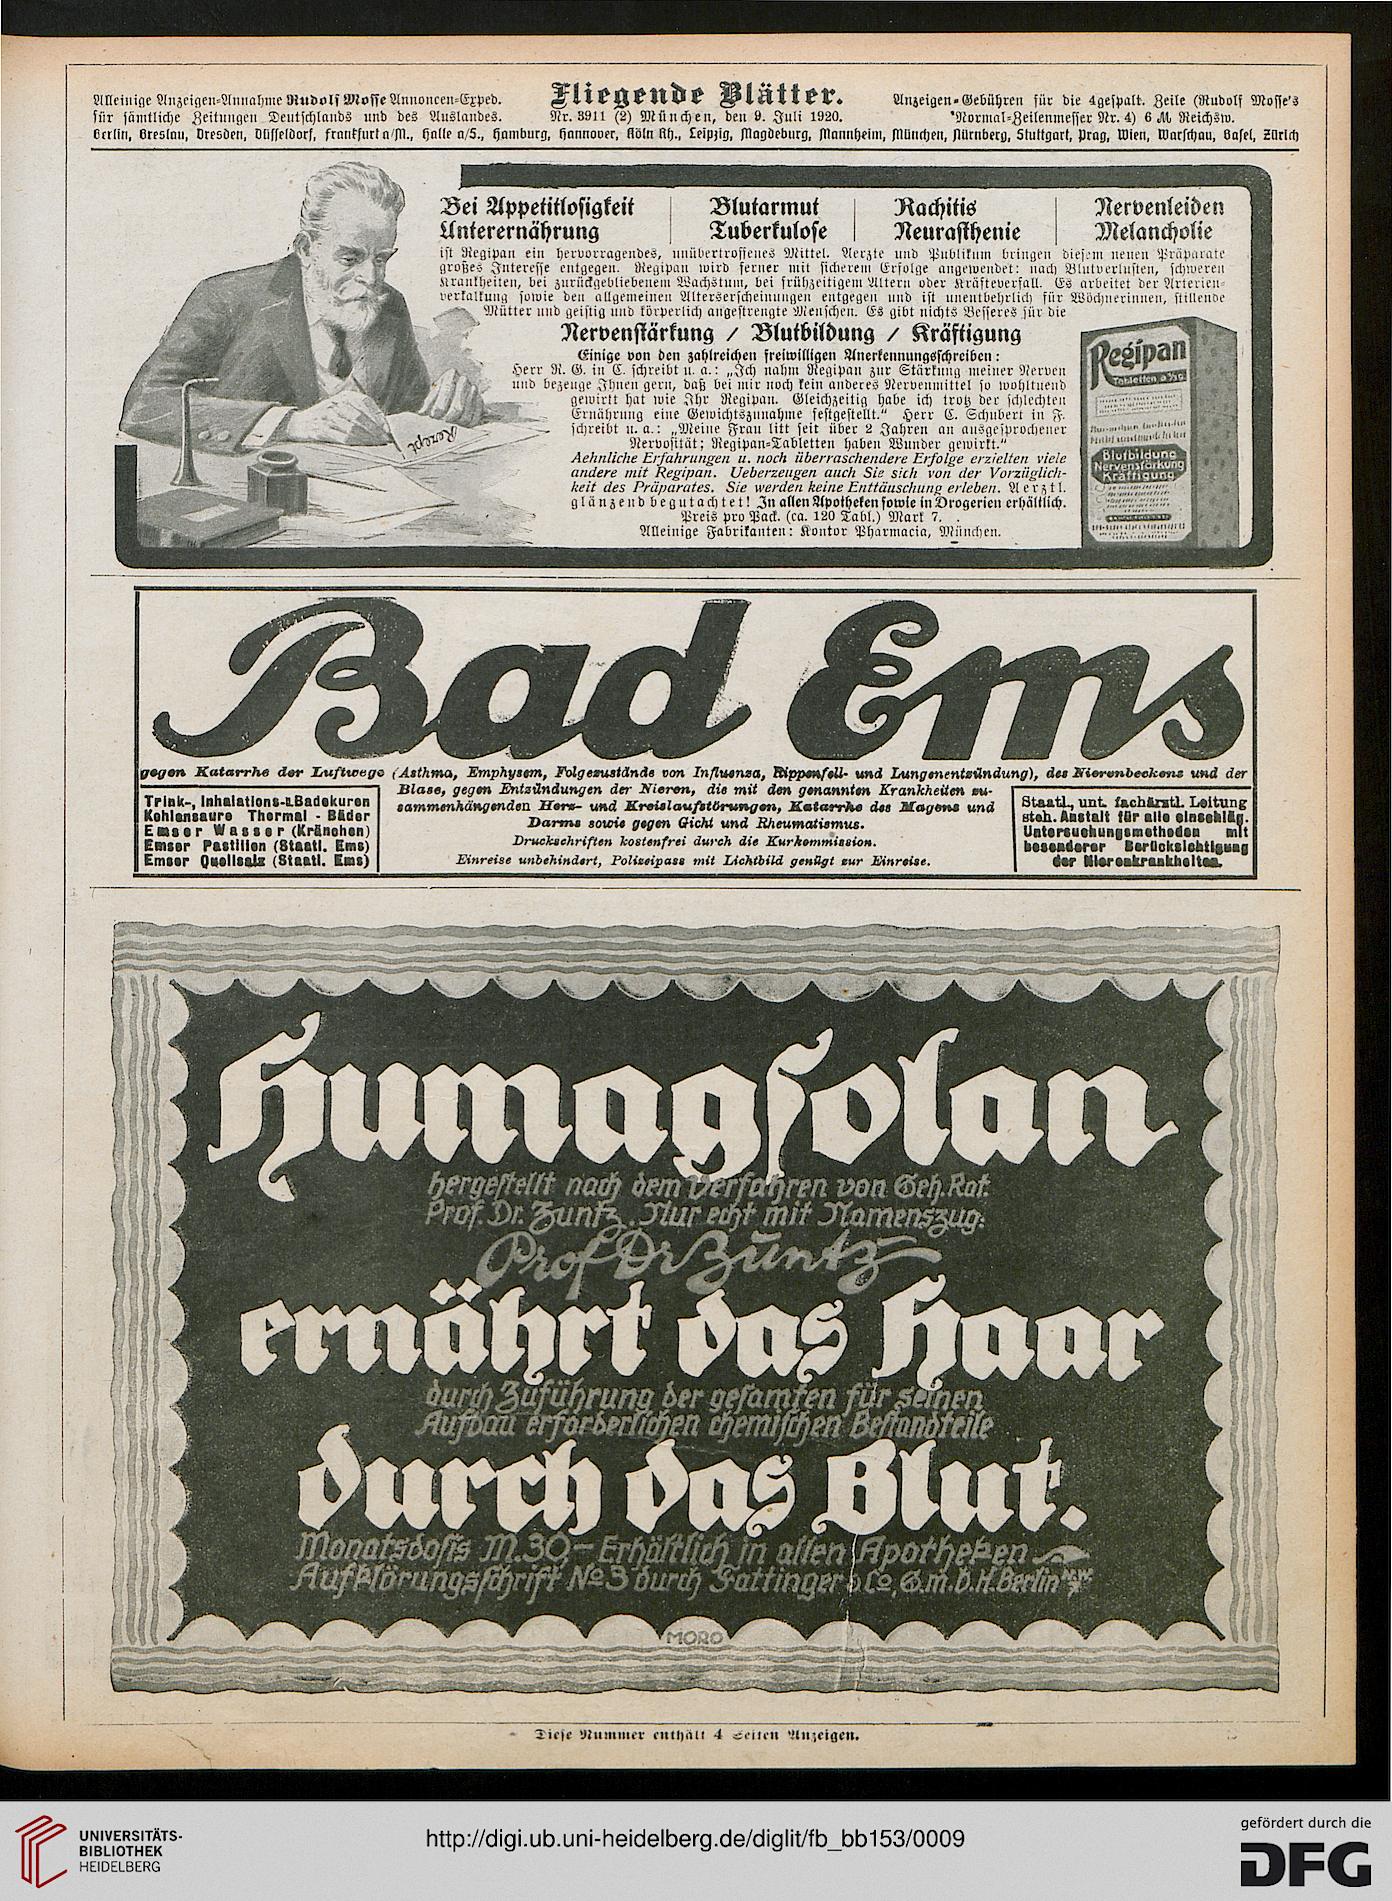 Alleinige Anzeigen-Annahme Rudolf Mosse Annoncen-Exped.
für sämtliche Zeitungen Deutschlands und des Auslandes.
Fliegende Blätter.
Nr. 3911 (2) München, den 9. Juli 1920.
Anzeigen-Gebühren für die 4gespalt. Zeile (Rudolf Mosse's
Normal-Zeilenmesser Nr. 4) 6 M Reichsw.
Berlin, Breslau, Dresden, Düsseldorf, Frankfurt a/M., Halle a/S., Hamburg, Hannover, Köln Rh., Leipzig, Magdeburg, Mannheim, München, Nürnberg, Stuttgart, Prag, Wien, Warschau, Basel, Zürich
Bei Appetitlosigkeit | Blutarmut | Rachitis | Nervenleiden
Unterernährung | Tuberkulose | Neurasthenie | Melancholie
ist Regipan ein hervorragendes, unübertroffenes Mittel. Aerzte und Publikum bringen diesem neuen Präparate
großes Interesse entgegen. Regipan wird ferner mit sicherem Erfolge angewendet: nach Blutverlusten, schweren
Krankheiten, bei zurückgebliebenem Wachstum, bei frühzeitigem Altern oder Kräfteverfall. Es arbeitet der Arterien-
verkalkung sowie den allgemeinen Alterserscheinungen entgegen und ist unentbehrlich für Wöchnerinnen, stillende
Mütter und geistig und körperlich angestrengte Menschen. Es gibt nichts Besseres für die
Nervenstärkung / Blutbildung / Kräftigung
Einige von den zahlreichen freiwilligen Anerkennungsschreiben:
Herr R. G. in C. schreibt u. a.: „Ich nahm Regipan zur Stärkung meiner Nerven
und bezeuge Ihnen gern, daß bei mir noch kein anderes Nervenmittel so wohltuend
gewirkt hat wie Ihr Regipan. Gleichzeitig habe ich trotz der schlechten
Ernährung eine Gewichtszunahme festgestellt." Herr C. Schubert in F.
schreibt u. a.: „Meine Frau litt seit über 2 Jahren an ausgesprochener
Nervosität; Regipan-Tabletten haben Wunder gewirkt."
Aehnliche Erfahrungen u. noch überraschendere Erfolge erzielten viele
andere mit Regipan. Ueberzeugen auch Sie sich von der Vorzüglich-
keit des Präparates. Sie werden keine Enttäuschung erleben. Aerztl.
glänzend begutachtet! In allen Apotheken sowie in Drogerien erhältlich.
Preis pro Pack. (ca. 120 Tabl.) Mark 7.
Alleinige Fabrikanten: Kontor Pharmacia, München.
Rezept
Regipan
Tabletten
Blutbildung
Nervenstärkung
Kräftigung
Bad Ems
gegen Katarrhe der Luftwege (Asthma, Emphysem, Folgezustände von Influenza, Rippenfell- und Lungenentzündung), des Nierenbeckens und der
Blase, gegen Entzündungen der Nieren, die mit den genannten Krankheiten zu-
sammenhängenden Herz- und Kreislaufstörungen, Katarrhe des Magens und
Darms sowie gegen Gicht und Rheumatismus.
Druckschriften kostenfrei durch die Kurkommission.
Einreise unbehindert, Polizeipass mit Lichtbild genügt zur Einreise.
Trink-, Inhalations-u.Badekuren
Kohlensaure Thermal - Bäder
Emser Wasser (Kränchen)
Emser Pastillen (Staatl. Ems)
Emser Quellsalz (Staatl. Ems)
Staatl., unt. fachärztl. Leitung
steh. Anstalt für alle einschläg.
Untersuchungsmethoden mit
besonderer Berücksichtigung
der Nierenkrankheiten.
Humagsolan
hergestellt nach dem Verfahren von Geh. Rat.
Prof. Dr. Zuntz. Nur echt mit Namenszug:
Prof Dr Zuntz
ernährt das Haar
durch Zuführung der gesamten für seinen
Aufbau erforderlichen chemischen Bestandteile
durch das Blut.
Monatsdosis M.30,- Erhältlich in allen Apotheken
Aufklärungsschrift No 3 durch Fattinger & Co, G.m.b.H. Berlin N.W. 7
MORO
Diese Nummer enthält 4 Seiten Anzeigen.
UNIVERSITÄTS-
BIBLIOTHEK
HEIDELBERG
http://digi.ub.uni-heidelberg.de/diglit/fb_bb153/0009
gefördert durch die
DFG